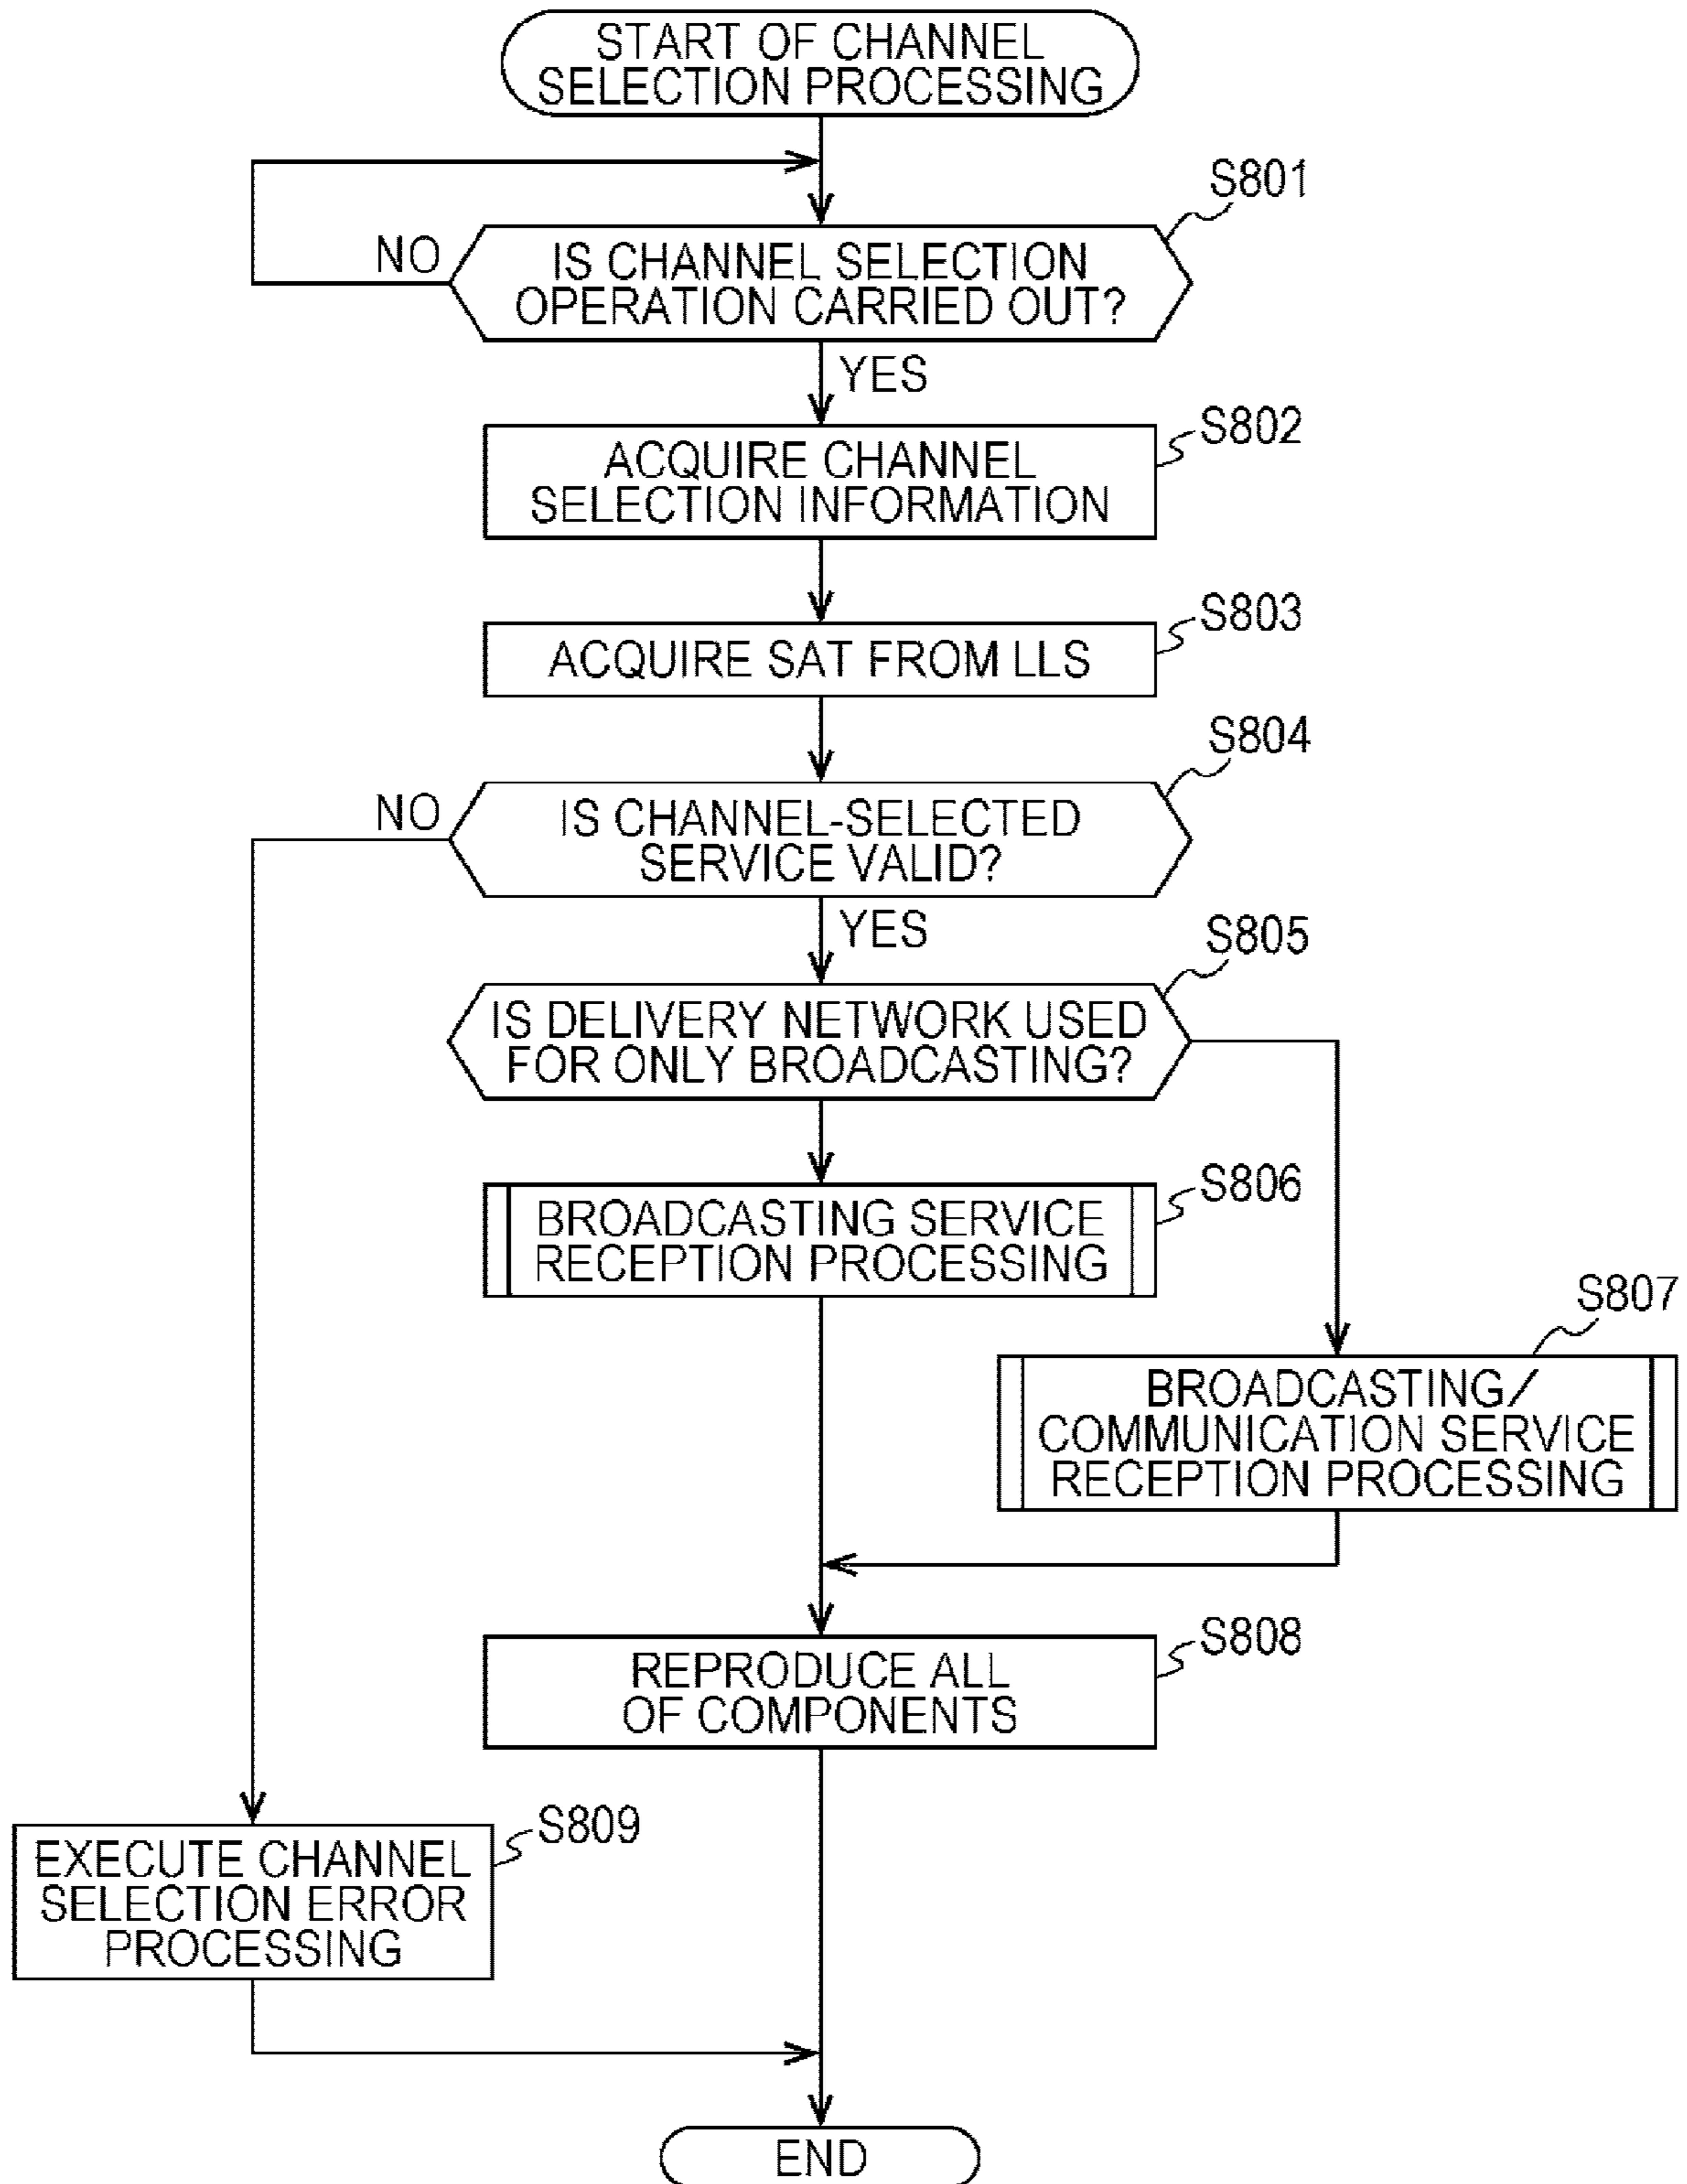 START OF CHANNEL
SELECTION PROCESSING
S801
NO
IS CHANNEL SELECTION
OPERATION CARRIED OUT?
YES
S802
ACQUIRE CHANNEL
SELECTION INFORMATION
S803
ACQUIRE SAT FROM LLS
S804
NO
IS CHANNEL-SELECTED
SERVICE VALID?
YES
S805
IS DELIVERY NETWORK USED
FOR ONLY BROADCASTING?
S806
BROADCASTING SERVICE
RECEPTION PROCESSING
S807
BROADCASTING/
COMMUNICATION SERVICE
RECEPTION PROCESSING
S808
REPRODUCE ALL
OF COMPONENTS
S809
EXECUTE CHANNEL
SELECTION ERROR
PROCESSING
END